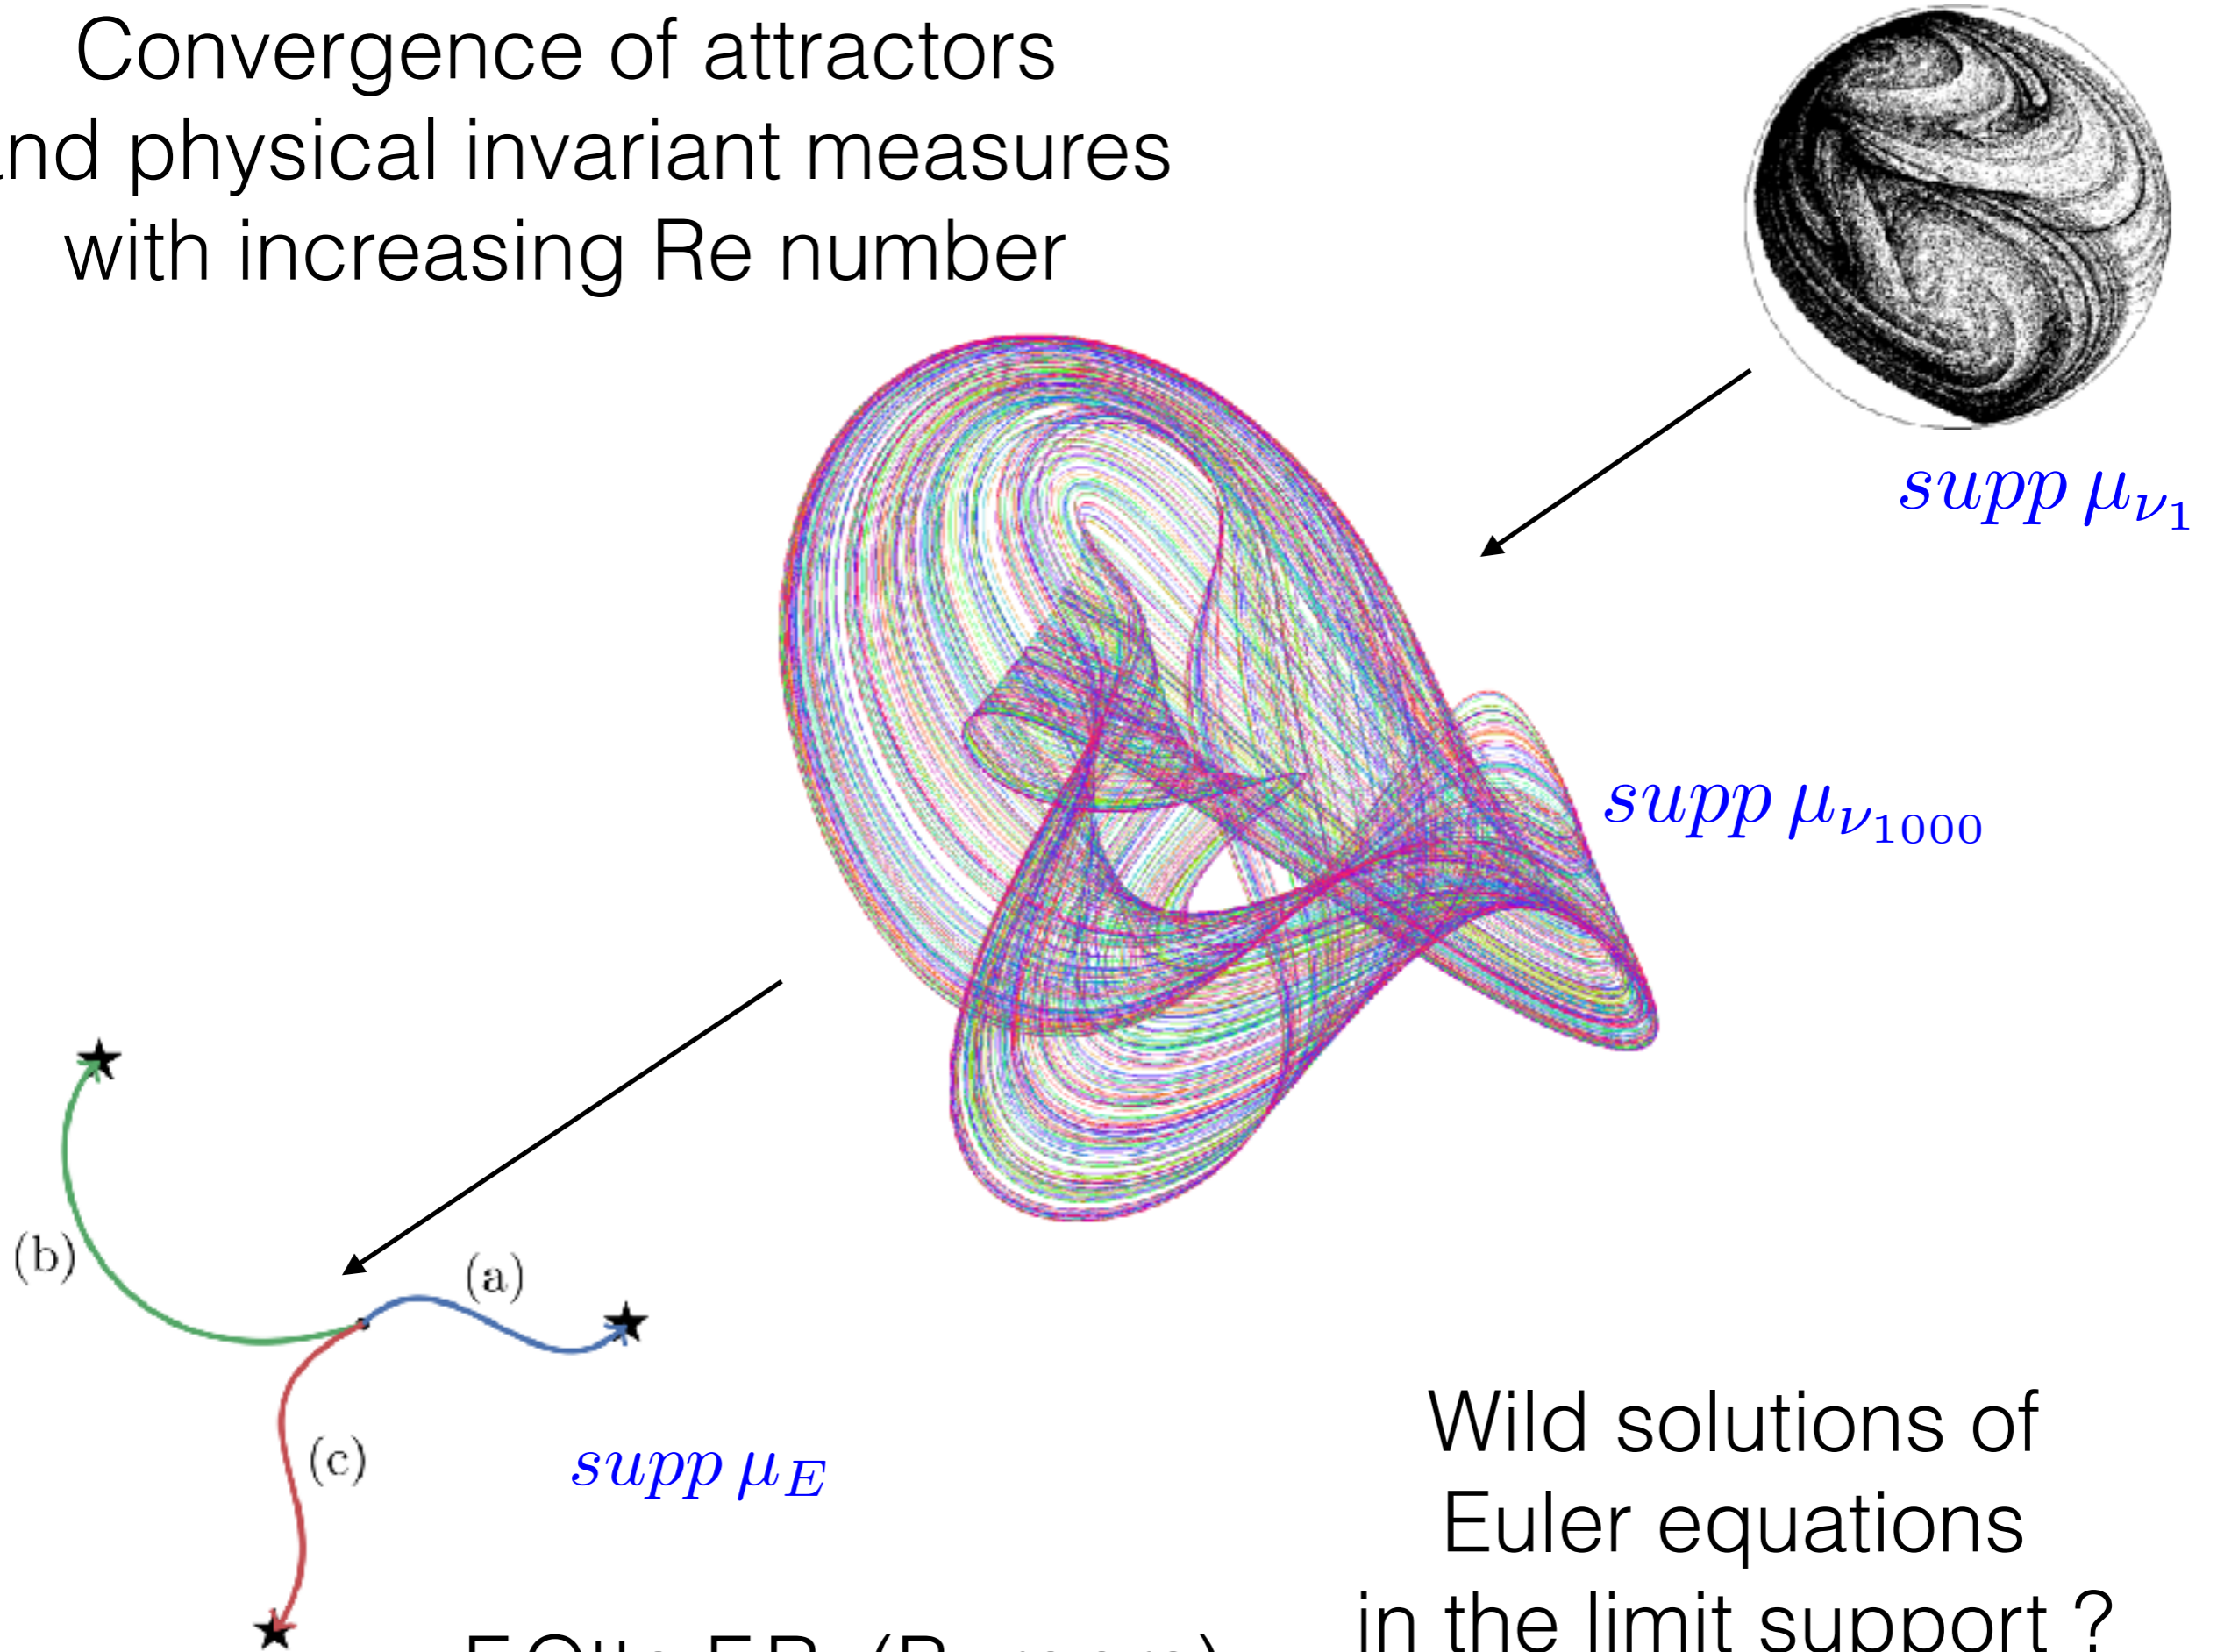 Convergence of attractors
nd physical invariant measures
with increasing Re number
supp μ_{ν_1}
supp μ_{ν_{1000}}
(b)
(a)
(c)
supp μ_E
Wild solutions of
Euler equations
in the limit support ?